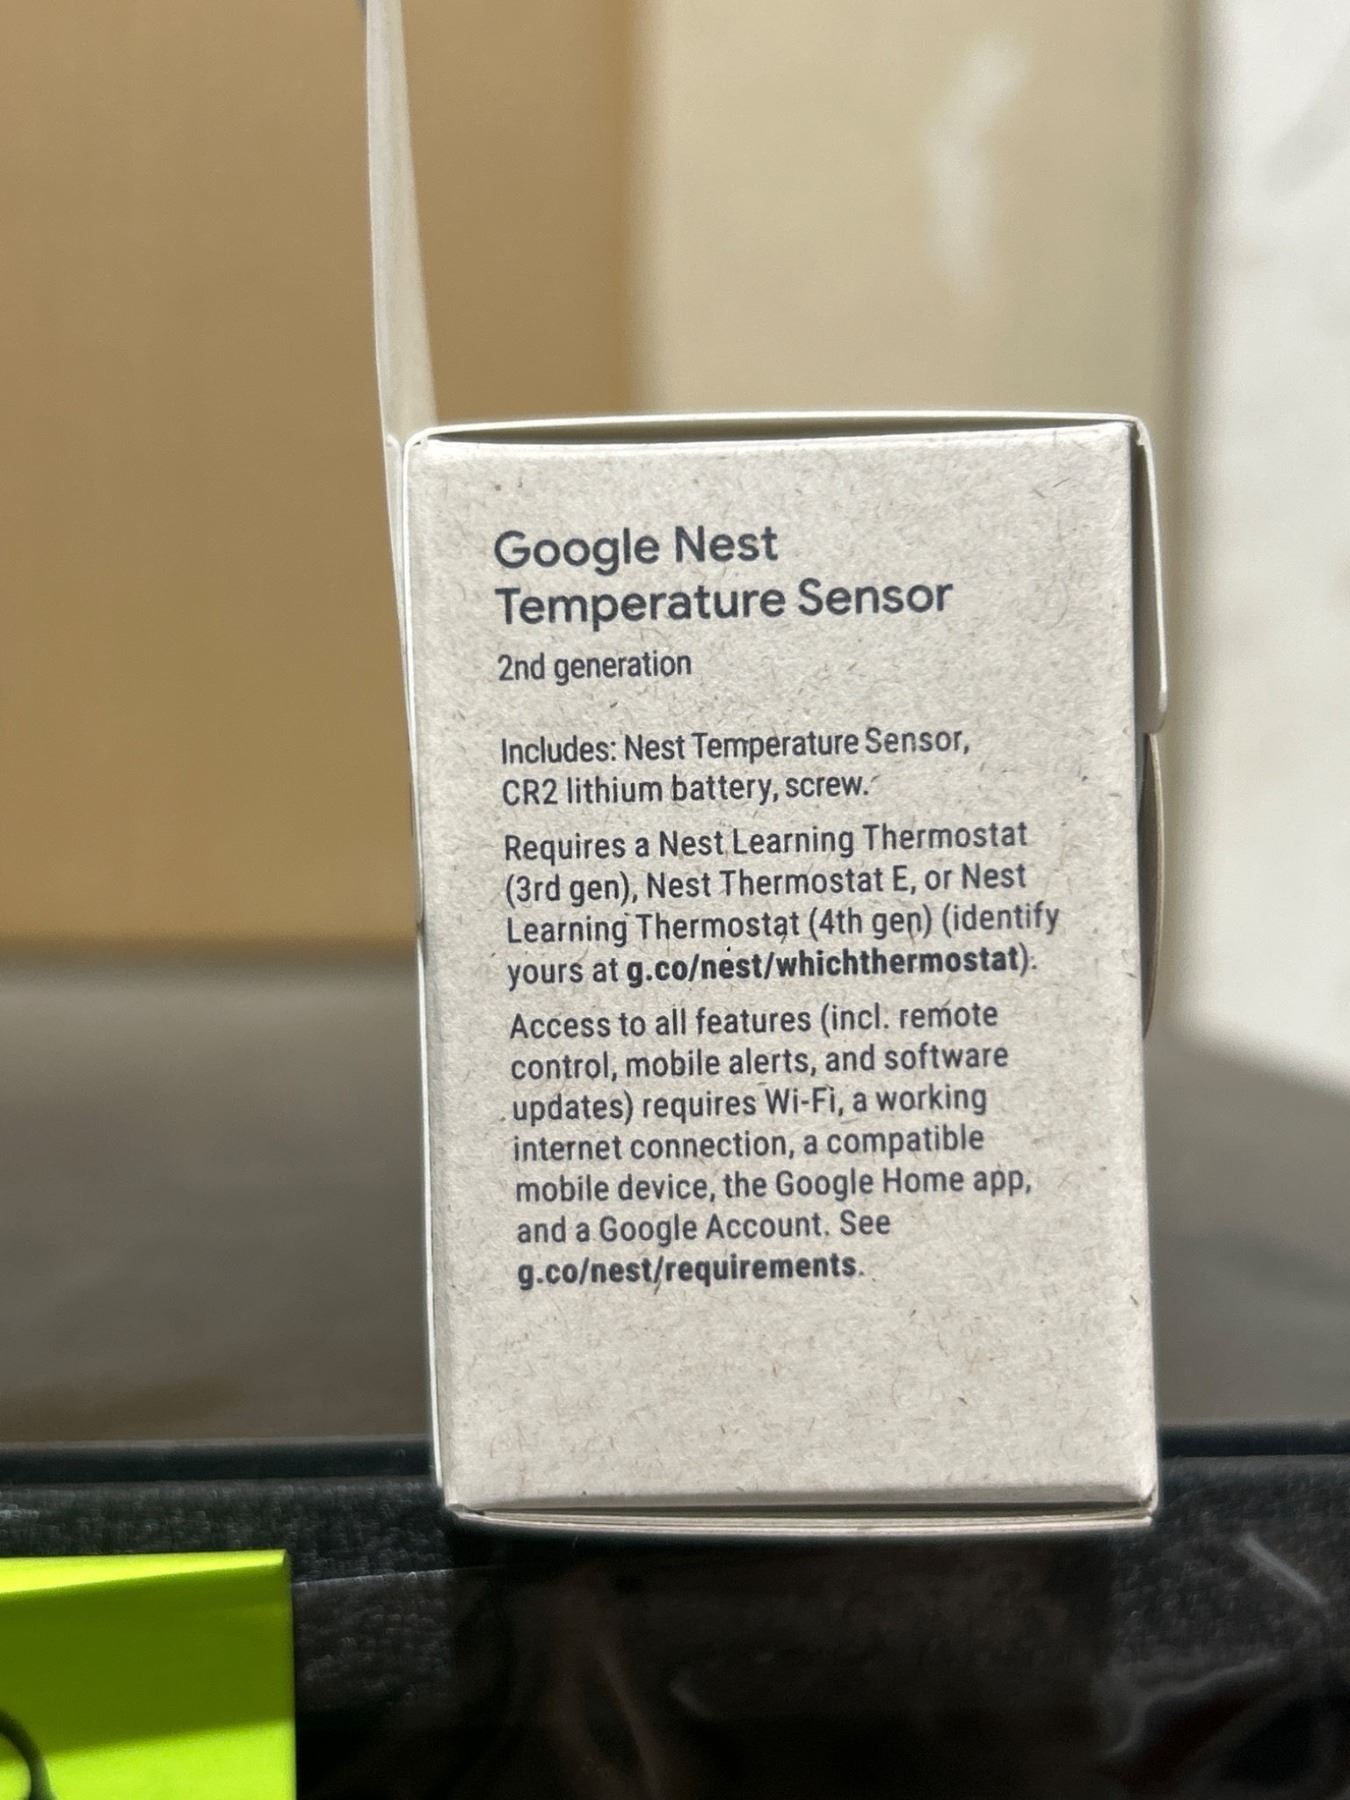 Google Nest
Temperature Sensor
2nd generation
Includes: Nest Temperature Sensor,
CR2 lithium battery, screw.
Requires a Nest Learning Thermostat
(3rd gen), Nest Thermostat E, or Nest
Learning Thermostat (4th gen) (identify
yours at g.co/nest/whichthermostat).
Access to all features (incl. remote
control, mobile alerts, and software
updates) requires Wi-Fi, a working
internet connection, a compatible
mobile device, the Google Home app,
and a Google Account. See
g.co/nest/requirements.